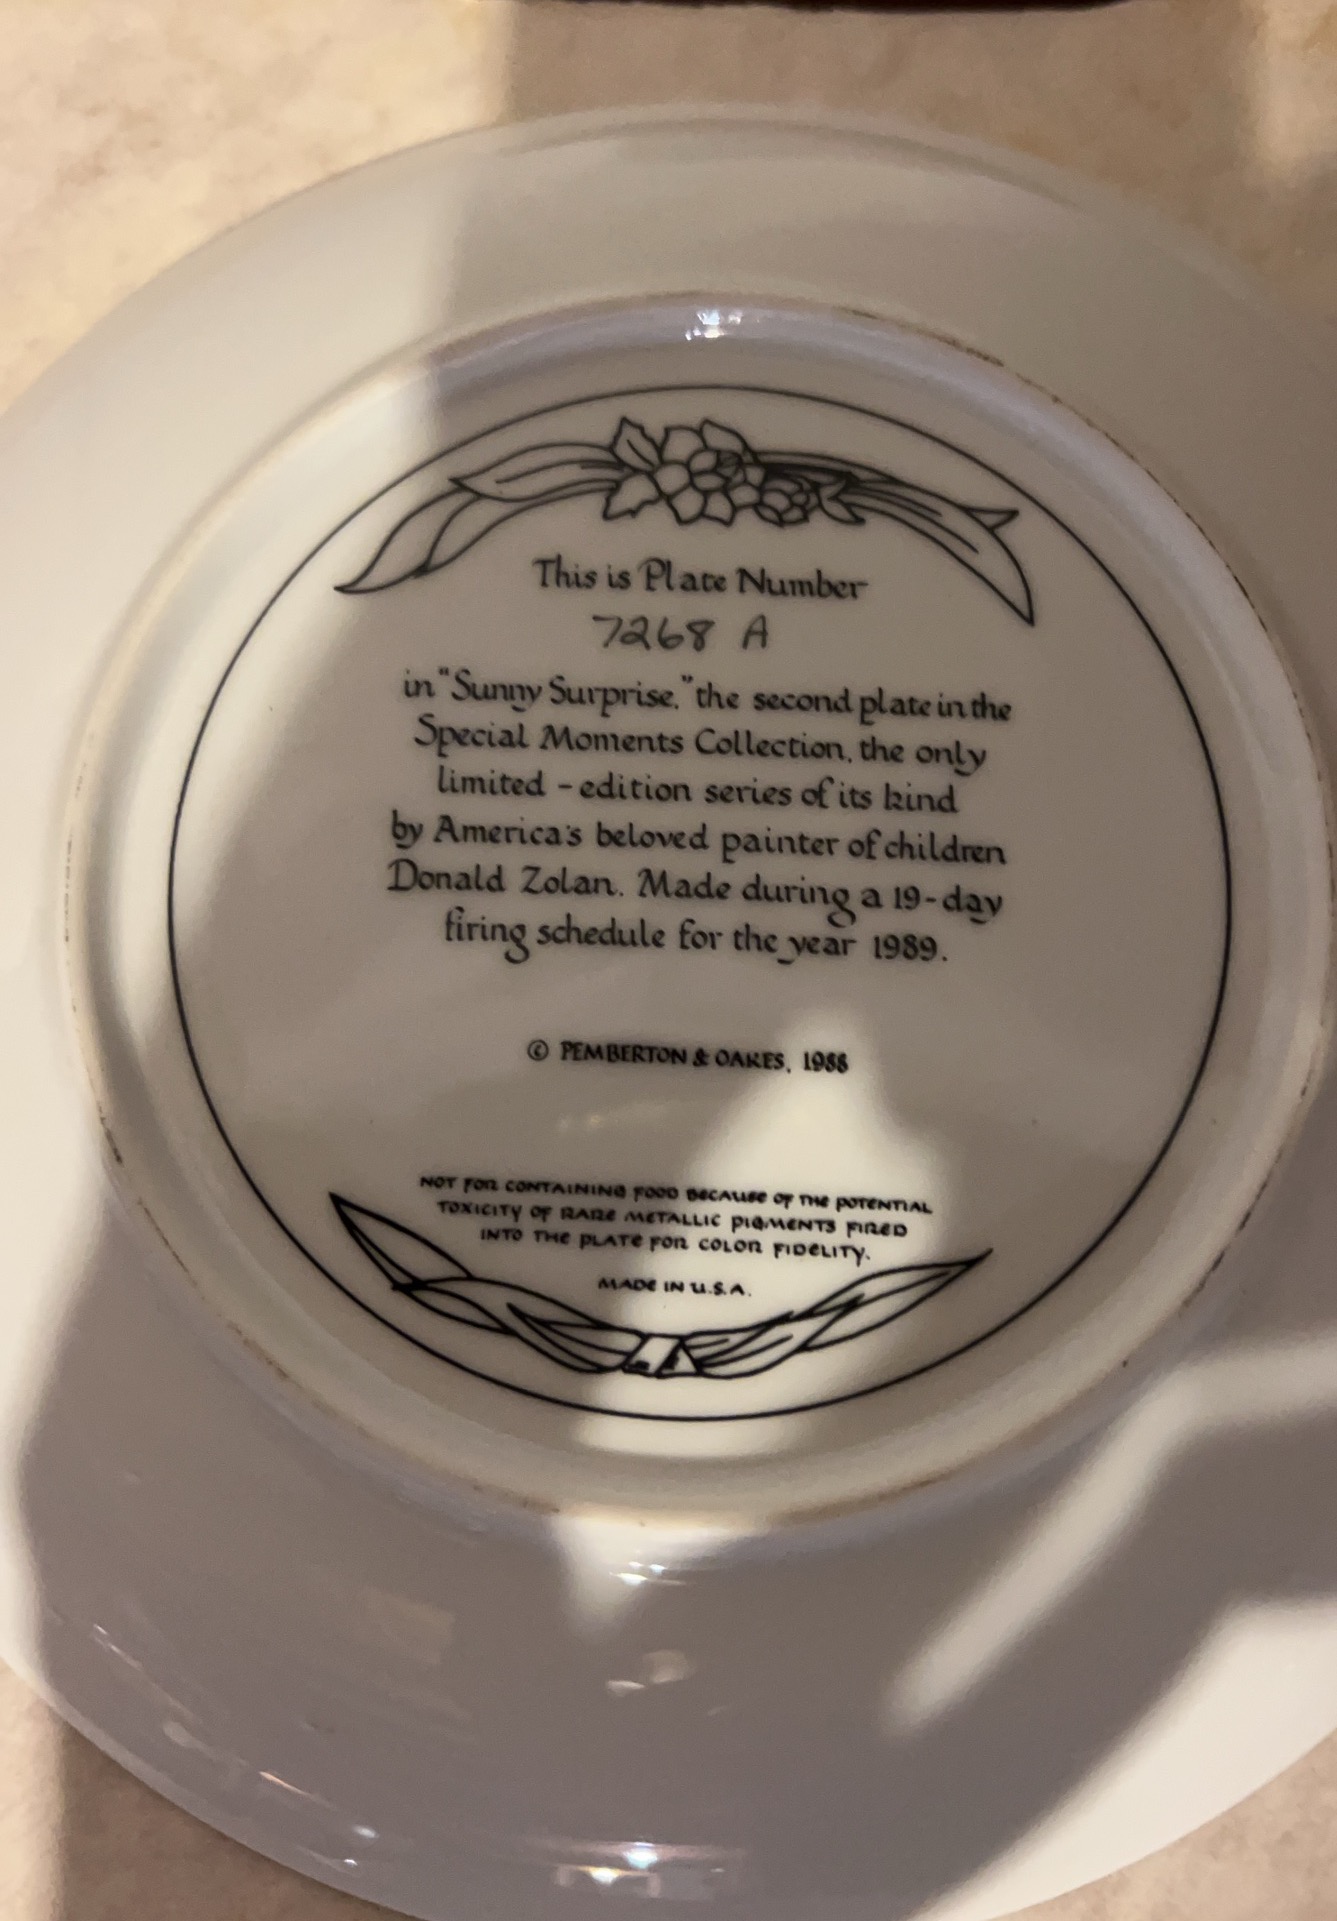 This is Plate Number
7268 A
in "Sunny Surprise," the second plate in the
Special Moments Collection, the only
limited - edition series of its kind
by America's beloved painter of children
Donald Zolan. Made during a 19-day
firing schedule for the year 1989.
© PEMBERTON & OAKES, 1988
NOT FOR CONTAINING FOOD BECAUSE OF THE POTENTIAL
TOXICITY OF RARE METALLIC PIGMENTS FIRED
INTO THE PLATE FOR COLOR FIDELITY.
MADE IN U.S.A.